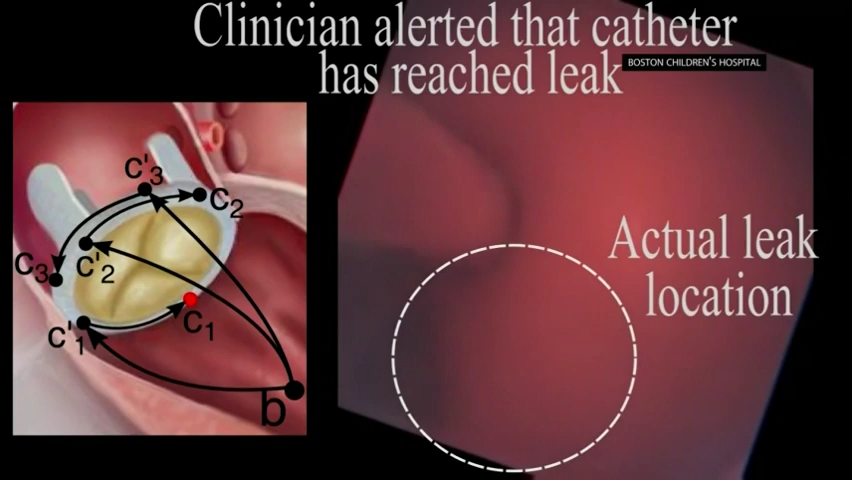 Clinician alerted that catheter
has reached leak
BOSTON CHILDREN'S HOSPITAL
c'3
c2
c3
c'2
c'1
c1
b
Actual leak
location